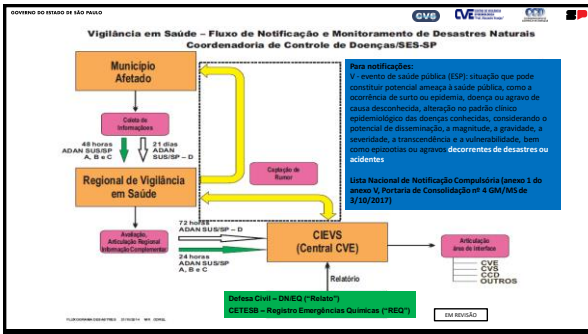 GOVERNO DO ESTADO DE SÃO PAULO
CVS
CVE
CCD
SP
Vigilância em Saúde – Fluxo de Notificação e Monitoramento de Desastres Naturais
Coordenadoria de Controle de Doenças/SES-SP
Município
Afetado
Coleta de
Informações
48 horas
ADAN SUS/SP
A, B e C
21 dias
ADAN
SUS/SP – D
Regional de Vigilância
em Saúde
Captação de
Rumor
Avaliação,
Articulação Regional
Informação Complementar
72 horas
ADAN SUS/SP – D
24 horas
ADAN SUS/SP
A, B e C
CIEVS
(Central CVE)
Articulação
área de Interface
CVE
CVS
CCD
OUTROS
Relatório
Para notificações:
V - evento de saúde pública (ESP): situação que pode
constituir potencial ameaça à saúde pública, como a
ocorrência de surto ou epidemia, doença ou agravo de
causa desconhecida, alteração no padrão clínico
epidemiológico das doenças conhecidas, considerando o
potencial de disseminação, a magnitude, a gravidade, a
severidade, a transcendência e a vulnerabilidade, bem
como epizootias ou agravos decorrentes de desastres ou
acidentes
Lista Nacional de Notificação Compulsória (anexo 1 do
anexo V, Portaria de Consolidação nº 4 GM/MS de
3/10/2017)
Defesa Civil – DN/EQ ("Relato")
CETESB – Registro Emergências Químicas ("REQ")
EM REVISÃO